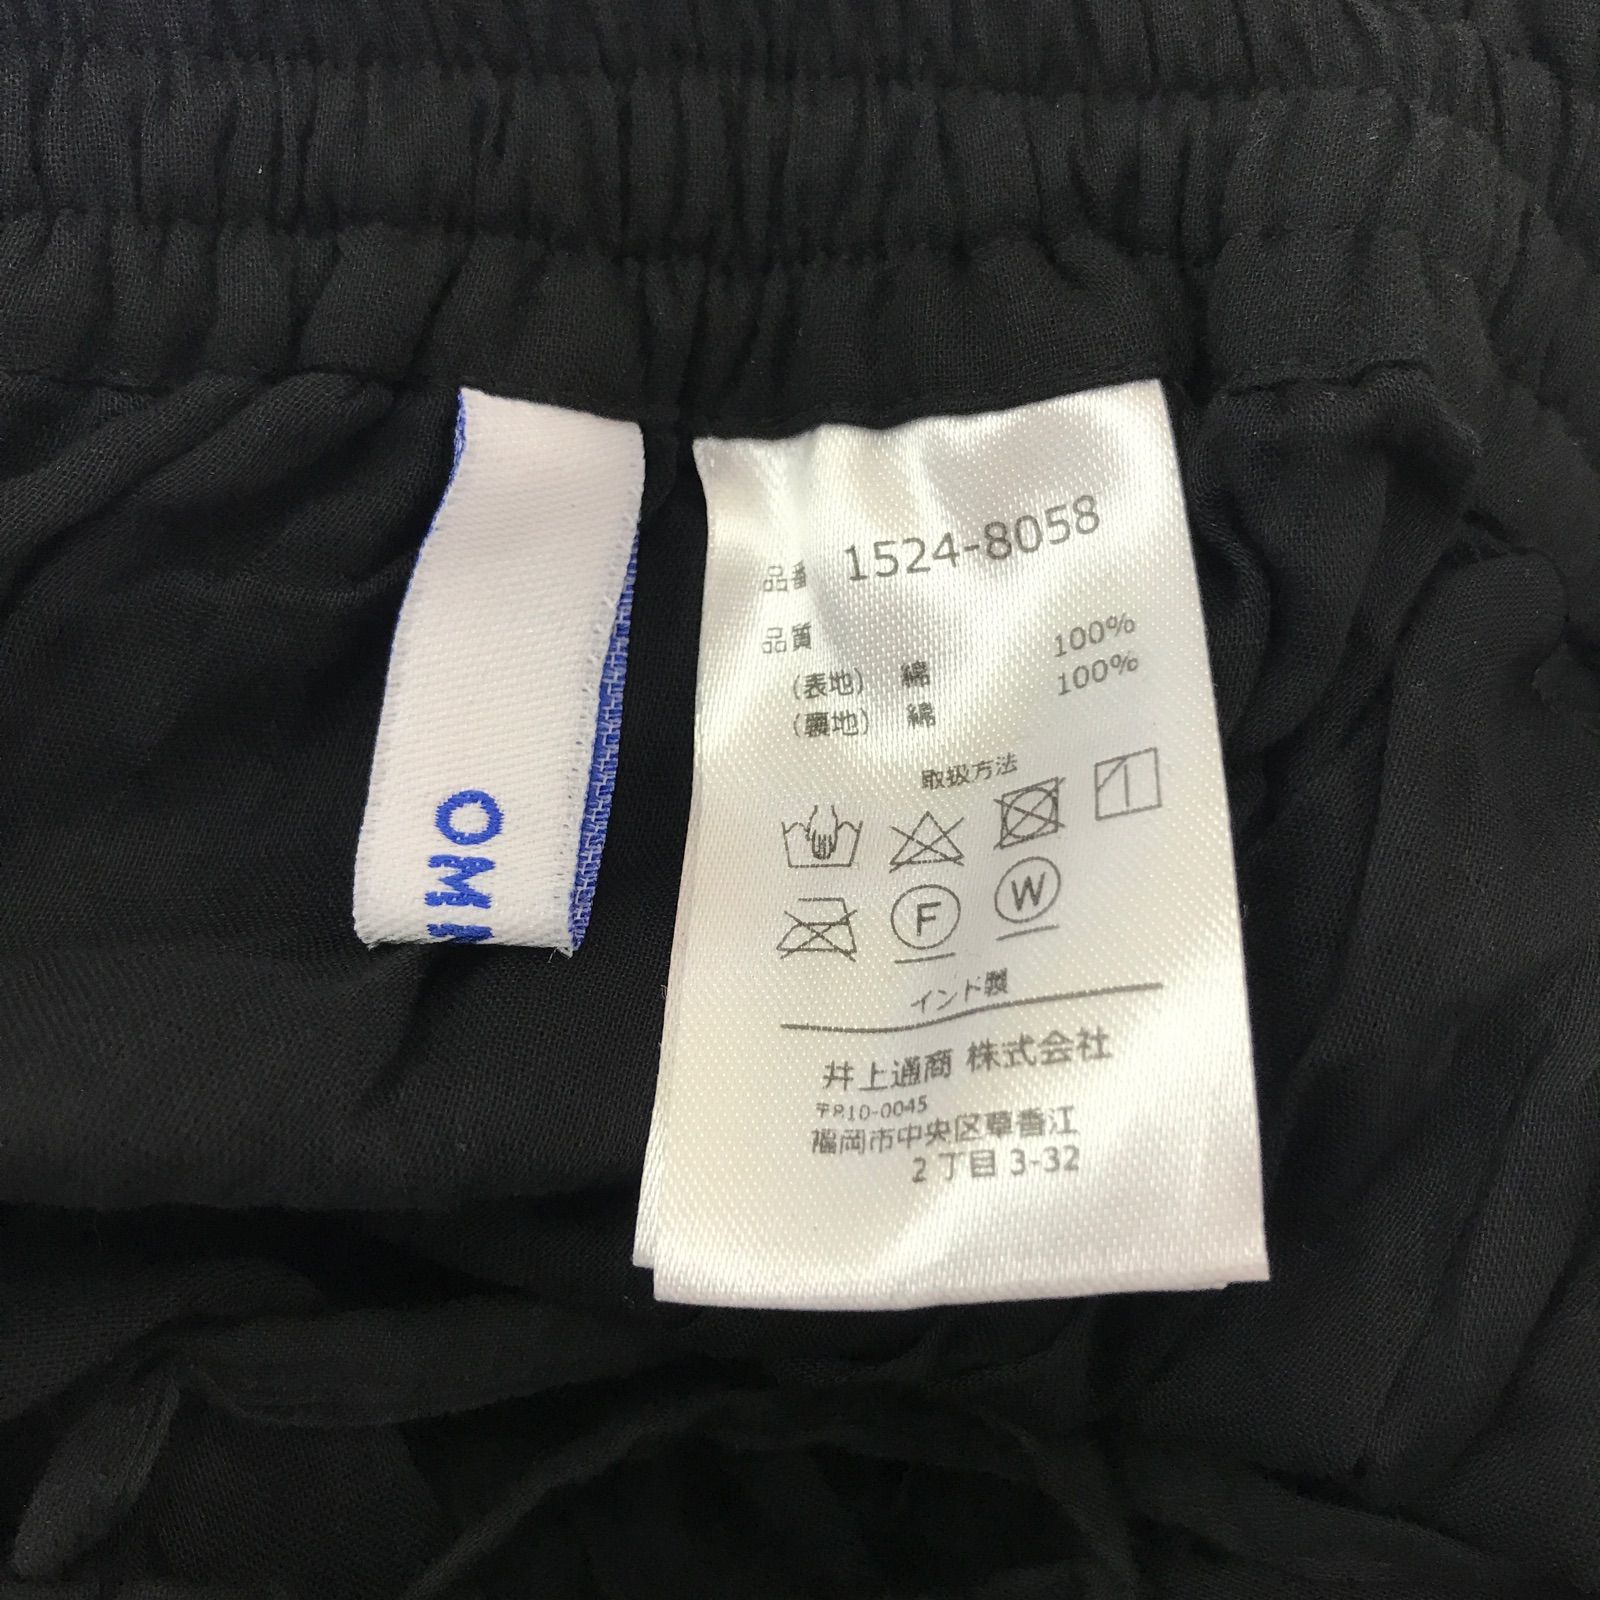 OM
品番 1524-8058
品質
(表地) 綿 100%
(裏地) 綿 100%
取扱方法
F W
インド製
井上通商 株式会社
〒810-0045
福岡市中央区草香江
2丁目3-32